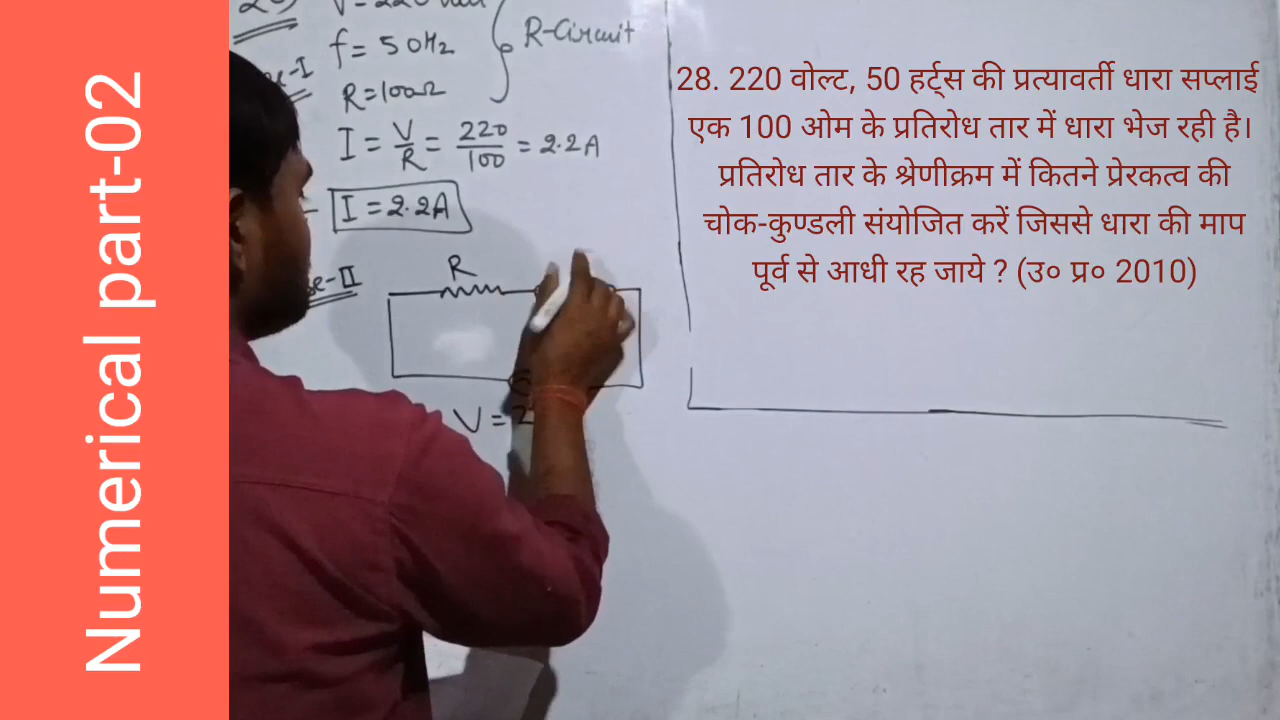 Numerical part-02
f = 50Hz
R-Circuit
R=100Ω
I = V/R = 220/100 = 2.2A
I = 2.2A
R
V =
28. 220 वोल्ट, 50 हर्ट्स की प्रत्यावर्ती धारा सप्लाई
एक 100 ओम के प्रतिरोध तार में धारा भेज रही है।
प्रतिरोध तार के श्रेणीक्रम में कितने प्रेरकत्व की
चोक-कुण्डली संयोजित करें जिससे धारा की माप
पूर्व से आधी रह जाये ? (उ० प्र० 2010)